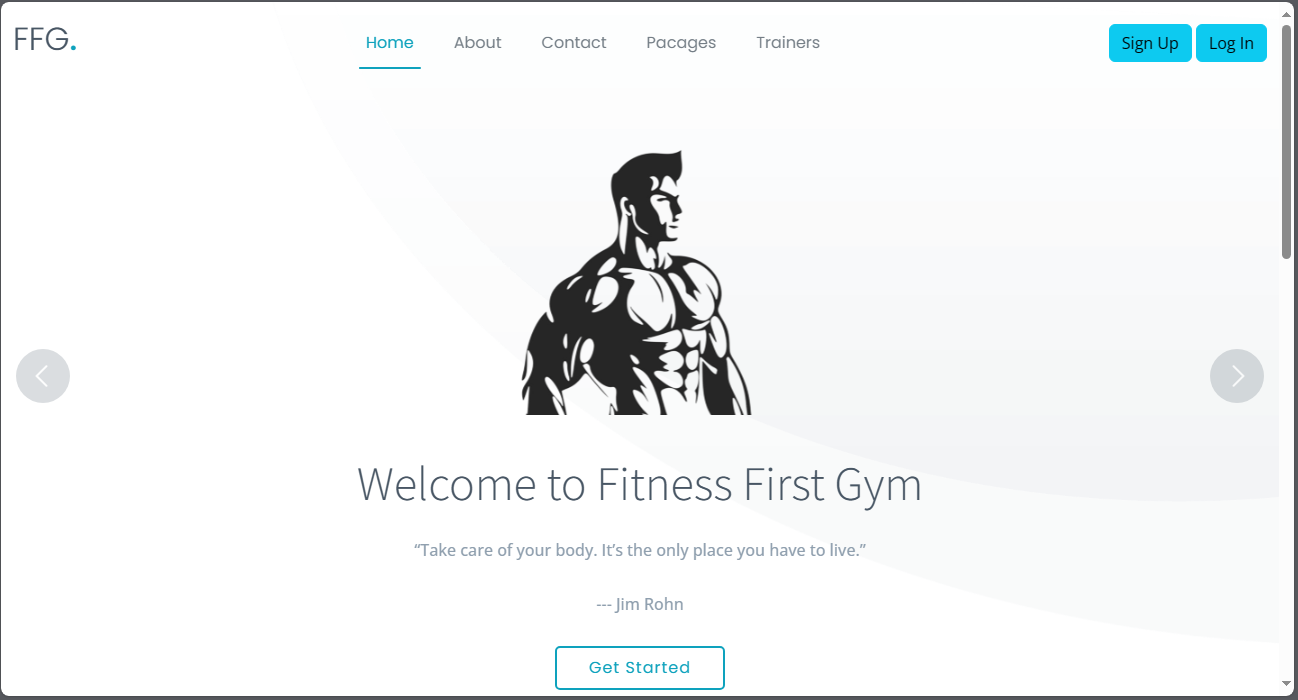 FFG.
Home About Contact Pacages Trainers
Sign Up Log In
Welcome to Fitness First Gym
“Take care of your body. It’s the only place you have to live.”
--- Jim Rohn
Get Started